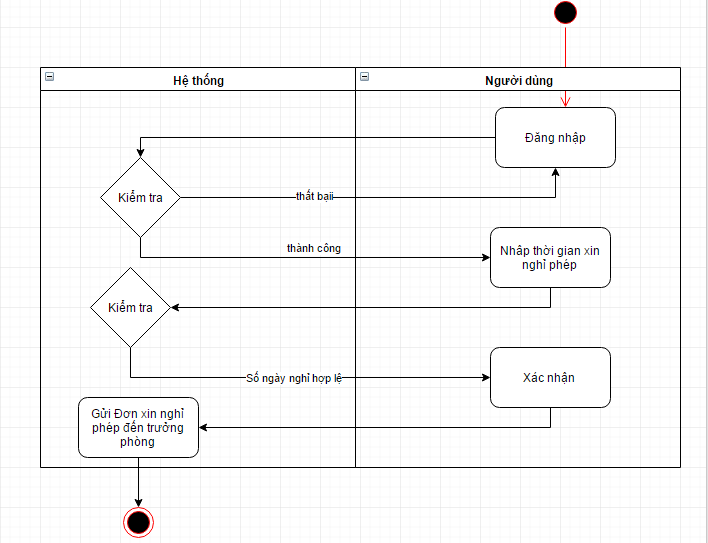 Hệ thống
Người dùng
Đăng nhập
Kiểm tra
thất bạii
thành công
Nhập thời gian xin
nghỉ phép
Kiểm tra
Số ngày nghỉ hợp lệ
Xác nhận
Gửi Đơn xin nghỉ
phép đến trưởng
phòng